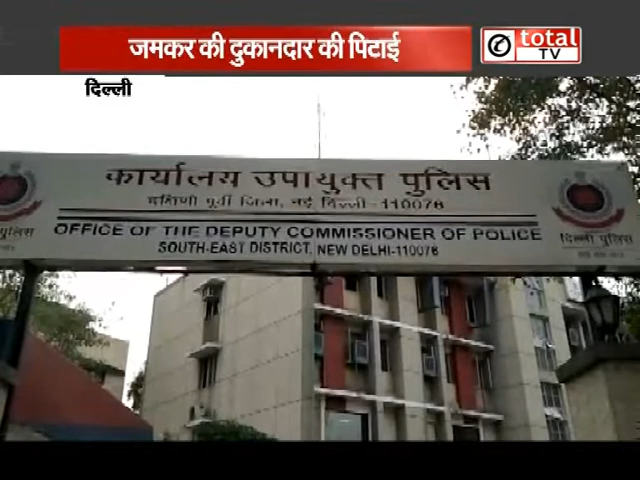 जमकर की दुकानदार की पिटाई
total
TV
दिल्ली
कार्यालय उपायुक्त पुलिस
दक्षिणी पूर्वी जिला, नई दिल्ली-110076
OFFICE OF THE DEPUTY COMMISSIONER OF POLICE
SOUTH-EAST DISTRICT, NEW DELHI-110076
पुलिस
दिल्ली पुलिस